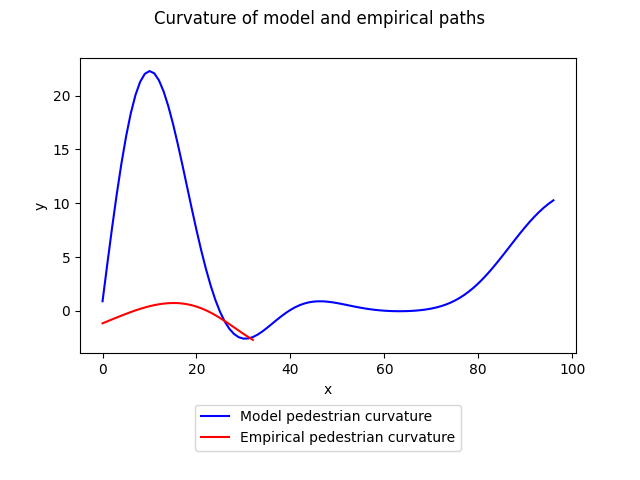 Curvature of model and empirical paths
20
15
10
5
0
y
0 20 40 60 80 100
x
Model pedestrian curvature
Empirical pedestrian curvature